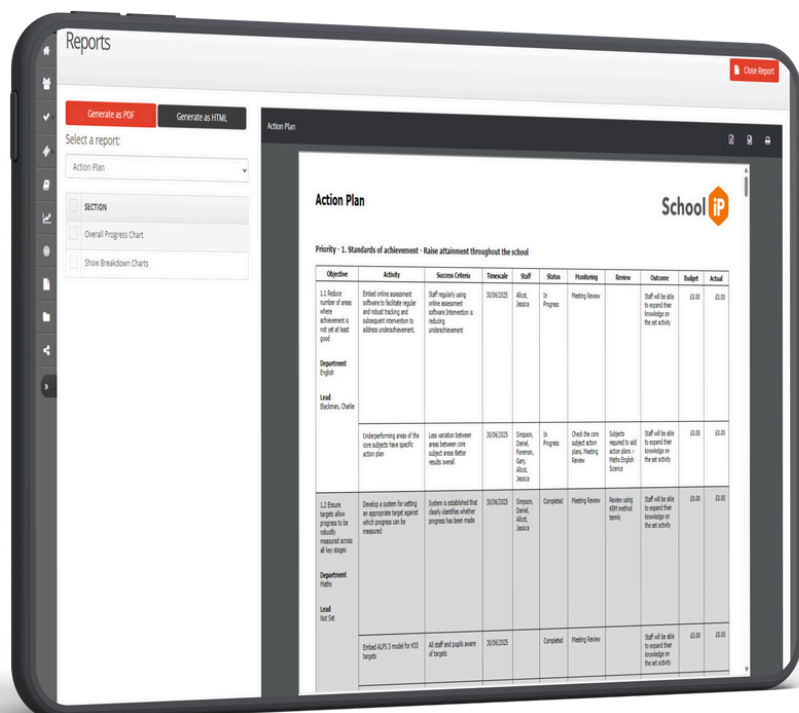 Reports
Close Report
Generate as PDF
Generate as HTML
Select a report:
Action Plan
SECTION
Overall Progress Chart
Show Breakdown Charts
Action Plan
Action Plan
School iP
Priority - 1. Standards of achievement - Raise attainment throughout the school
Objective Activity Success Criteria Timescale Staff Status Monitoring Review Outcome Budget Actual
1.1 Reduce
number of areas
where
achievement is
not yet at least
good
Department
English
Lead
Blackman, Charlie
Embed online assessment
software to facilitate regular
and robust tracking and
subsequent intervention to
address underachievement.
Staff regularly using
online assessment
software Intervention is
reducing
underachievement
30/06/2025
Allcot,
Jessica
In
Progress
Meeting Review
Staff will be able
to expand their
knowledge on
the set activity
£0.00
£0.00
Underperforming areas of the
core subjects have specific
action plan
Less variation between
areas between core
subject areas Better
results overall
30/06/2025
Simpson,
Daniel,
Foreman,
Gary,
Allcot,
Jessica
In
Progress
Check the core
subject action
plans, Meeting
Review
Subjects
required to add
action plans :-
Maths English
Science
Staff will be able
to expand their
knowledge on
the set activity
£0.00
£0.00
1.2 Ensure
targets allow
progress to be
robustly
measured across
all key stages
Department
Maths
Lead
Not Set
Develop a system for setting
an appropriate target against
which progress can be
measured
System is established that
clearly identifies whether
progress has been made
30/06/2025
Simpson,
Daniel,
Allcot,
Jessica
Completed
Meeting Review
Review using
KRM method
termly
Staff will be able
to expand their
knowledge on
the set activity
£0.00
£0.00
Embed ALPS 3 model for KS5
targets
All staff and pupils aware
of targets
30/06/2025
Completed
Meeting Review
Staff will be able
to expand their
knowledge on
the set activity
£0.00
£0.00